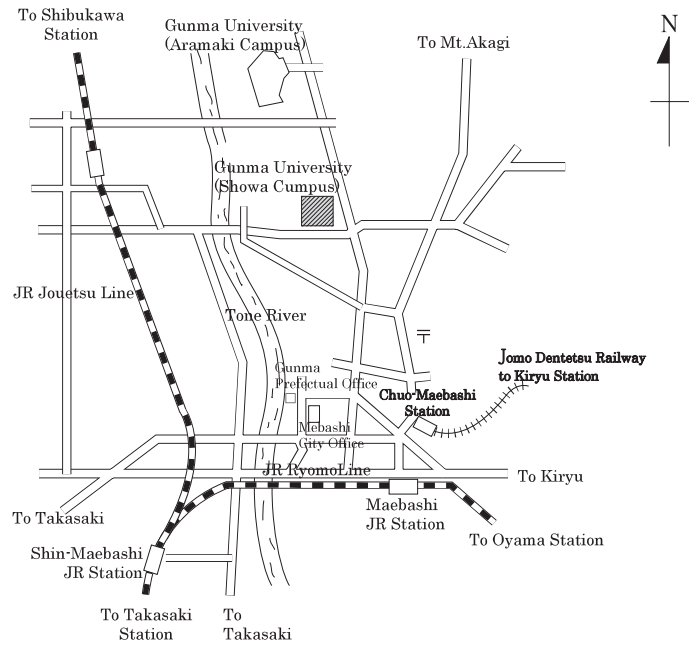 To Shibukawa
Station
Gunma University
(Aramaki Campus)
To Mt.Akagi
N
Gunma University
(Showa Cumpus)
JR Jouetsu Line
Tone River
〒
Gunma
Prefectual Office
Jomo Dentetsu Railway
to Kiryu Station
Chuo-Maebashi
Station
Mebashi
City Office
JR RyomoLine
To Kiryu
Maebashi
JR Station
To Takasaki
To Oyama Station
Shin-Maebashi
JR Station
To Takasaki
Station
To
Takasaki